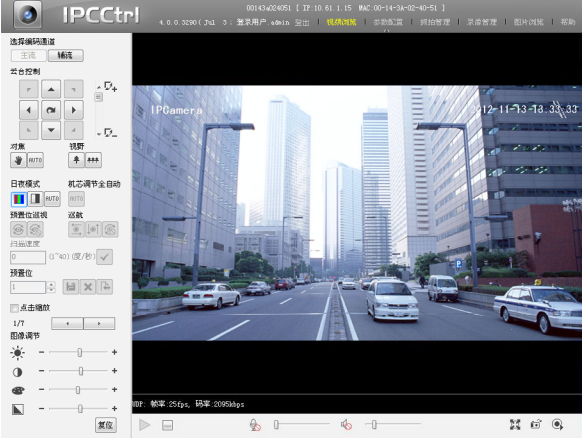 IPCCtrl
00143a024051 [ IP:10.61.1.15 MAC:00-14-3A-02-40-51 ]
4.0.0.3290( Jul 3 登录用户:admin 登出 | 视频浏览 | 参数配置 | 抓拍管理 | 录像管理 | 图片浏览 | 帮助
选择编码通道
主流 辅流
云台控制
IPCamera
2012-11-13-13:33:33
对焦 视野
AUTO
日夜模式 机芯调节全自动
AUTO AUTO
预置位巡视 巡航
扫描速度
0 (1~40)(度/秒)
预置位
1
点击缩放
1/7
图像调节
复位
UDP: 帧率:25fps, 码率:2095kbps